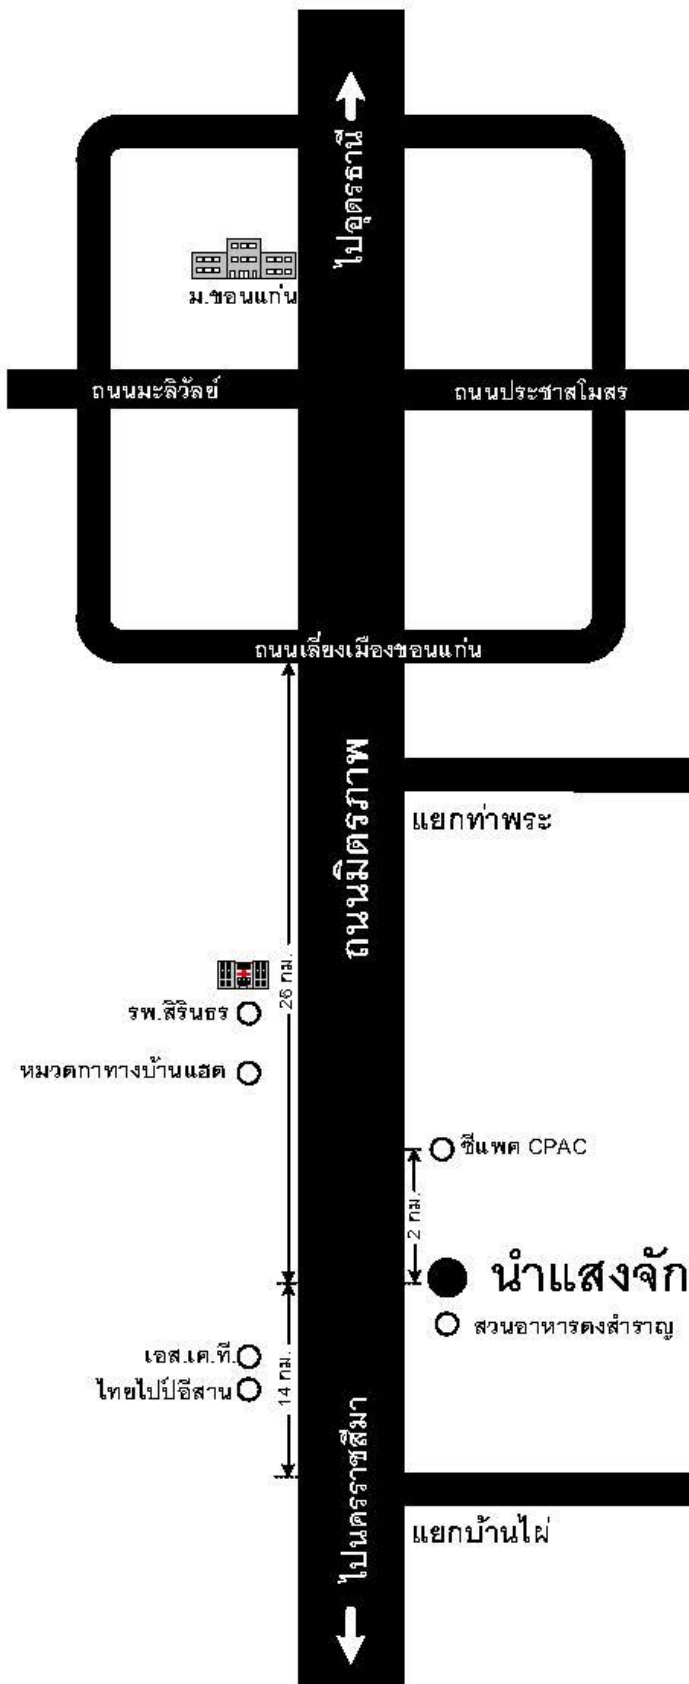 ไปอุดรธานี
ม.ขอนแก่น
ถนนมะลิวัลย์
ถนนประชาสโมสร
ถนนเลี่ยงเมืองขอนแก่น
แยกท่าพระ
ถนนมิตรภาพ
26 กม.
รพ.สิรินธร
หมวดกาทางบ้านแฮด
ซีแพค CPAC
2 กม.
นำแสงจัก
สวนอาหารดงสำราญ
เอส.เค.ที.
ไทยไปป์อีสาน
14 กม.
ไปนครราชสีมา
แยกบ้านไผ่